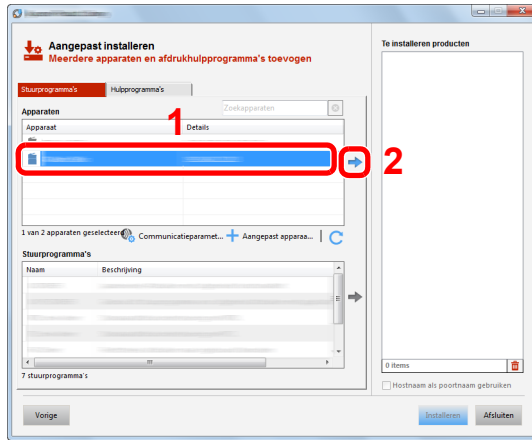 Aangepast installeren
Meerdere apparaten en afdrukhulpprogramma's toevogen
Te installeren producten
Stuurprogramma's
Hulpprogramma's
Apparaten
Zoekapparaten
Apparaat
Details
1
2
1 van 2 apparaten geselecteerd
Communicatieparamet...
Aangepast apparaa...
Stuurprogramma's
Naam
Beschrijving
7 stuurprogramma's
0 items
Hostnaam als poortnaam gebruiken
Vorige
Installeren
Afsluiten